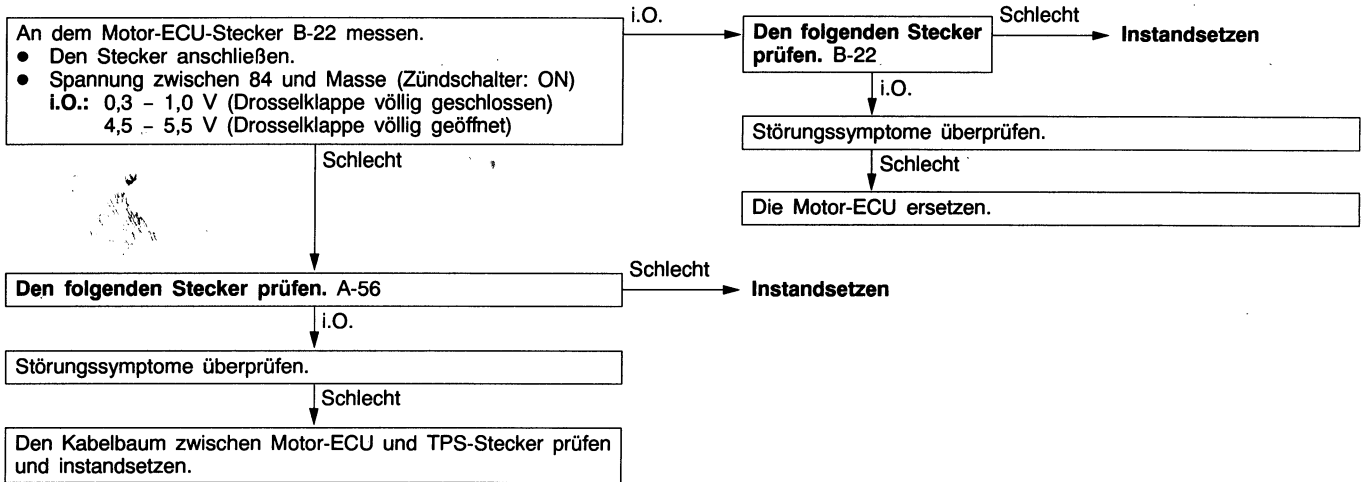 An dem Motor-ECU-Stecker B-22 messen.
● Den Stecker anschließen.
● Spannung zwischen 84 und Masse (Zündschalter: ON)
i.O.: 0,3 – 1,0 V (Drosselklappe völlig geschlossen)
4,5 – 5,5 V (Drosselklappe völlig geöffnet)
i.O.
Den folgenden Stecker
prüfen. B-22
Schlecht
Instandsetzen
i.O.
Störungssymptome überprüfen.
Schlecht
Die Motor-ECU ersetzen.
Schlecht
Den folgenden Stecker prüfen. A-56
Schlecht
Instandsetzen
i.O.
Störungssymptome überprüfen.
Schlecht
Den Kabelbaum zwischen Motor-ECU und TPS-Stecker prüfen
und instandsetzen.